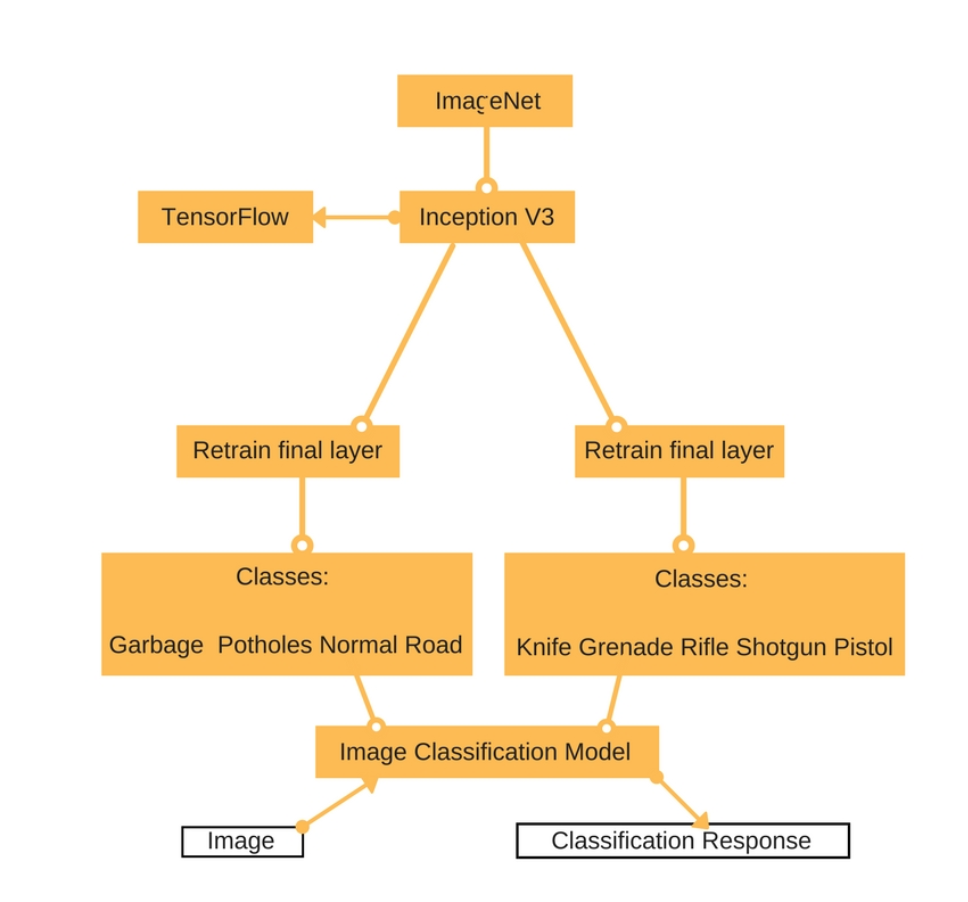 ImageNet
TensorFlow
Inception V3
Retrain final layer
Retrain final layer
Classes:
Garbage  Potholes Normal Road
Classes:
Knife Grenade Rifle Shotgun Pistol
Image Classification Model
Image
Classification Response